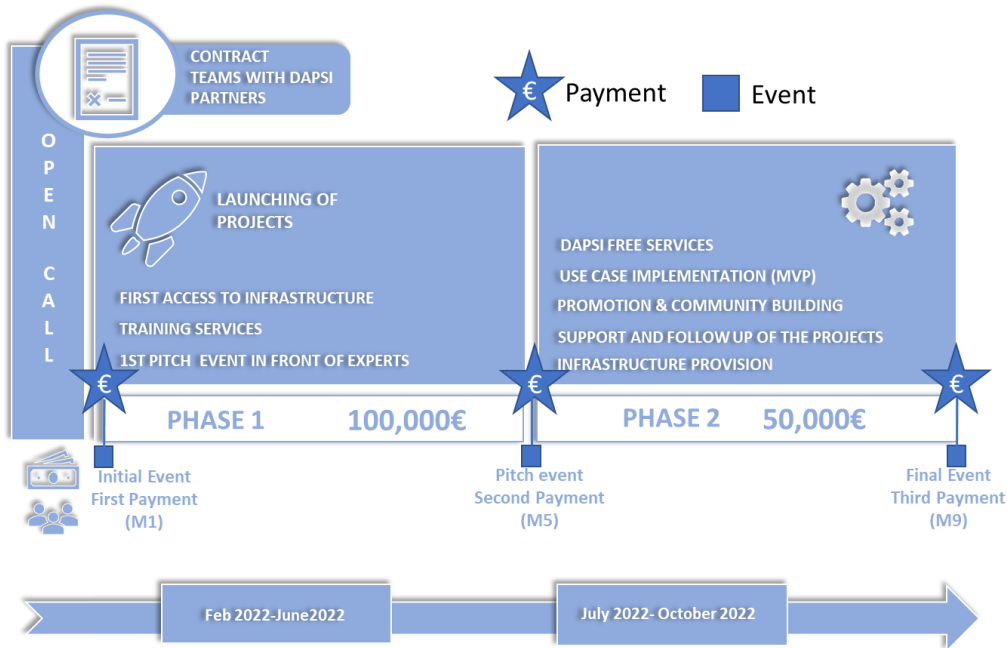 CONTRACT
TEAMS WITH DAPSI
PARTNERS
€ Payment
Event
OPEN CALL
LAUNCHING OF
PROJECTS
FIRST ACCESS TO INFRASTRUCTURE
TRAINING SERVICES
1ST PITCH EVENT IN FRONT OF EXPERTS
DAPSI FREE SERVICES
USE CASE IMPLEMENTATION (MVP)
PROMOTION & COMMUNITY BUILDING
SUPPORT AND FOLLOW UP OF THE PROJECTS
INFRASTRUCTURE PROVISION
€
€
€
PHASE 1 100,000€
PHASE 2 50,000€
Initial Event
First Payment
(M1)
Pitch event
Second Payment
(M5)
Final Event
Third Payment
(M9)
Feb 2022-June2022
July 2022- October 2022